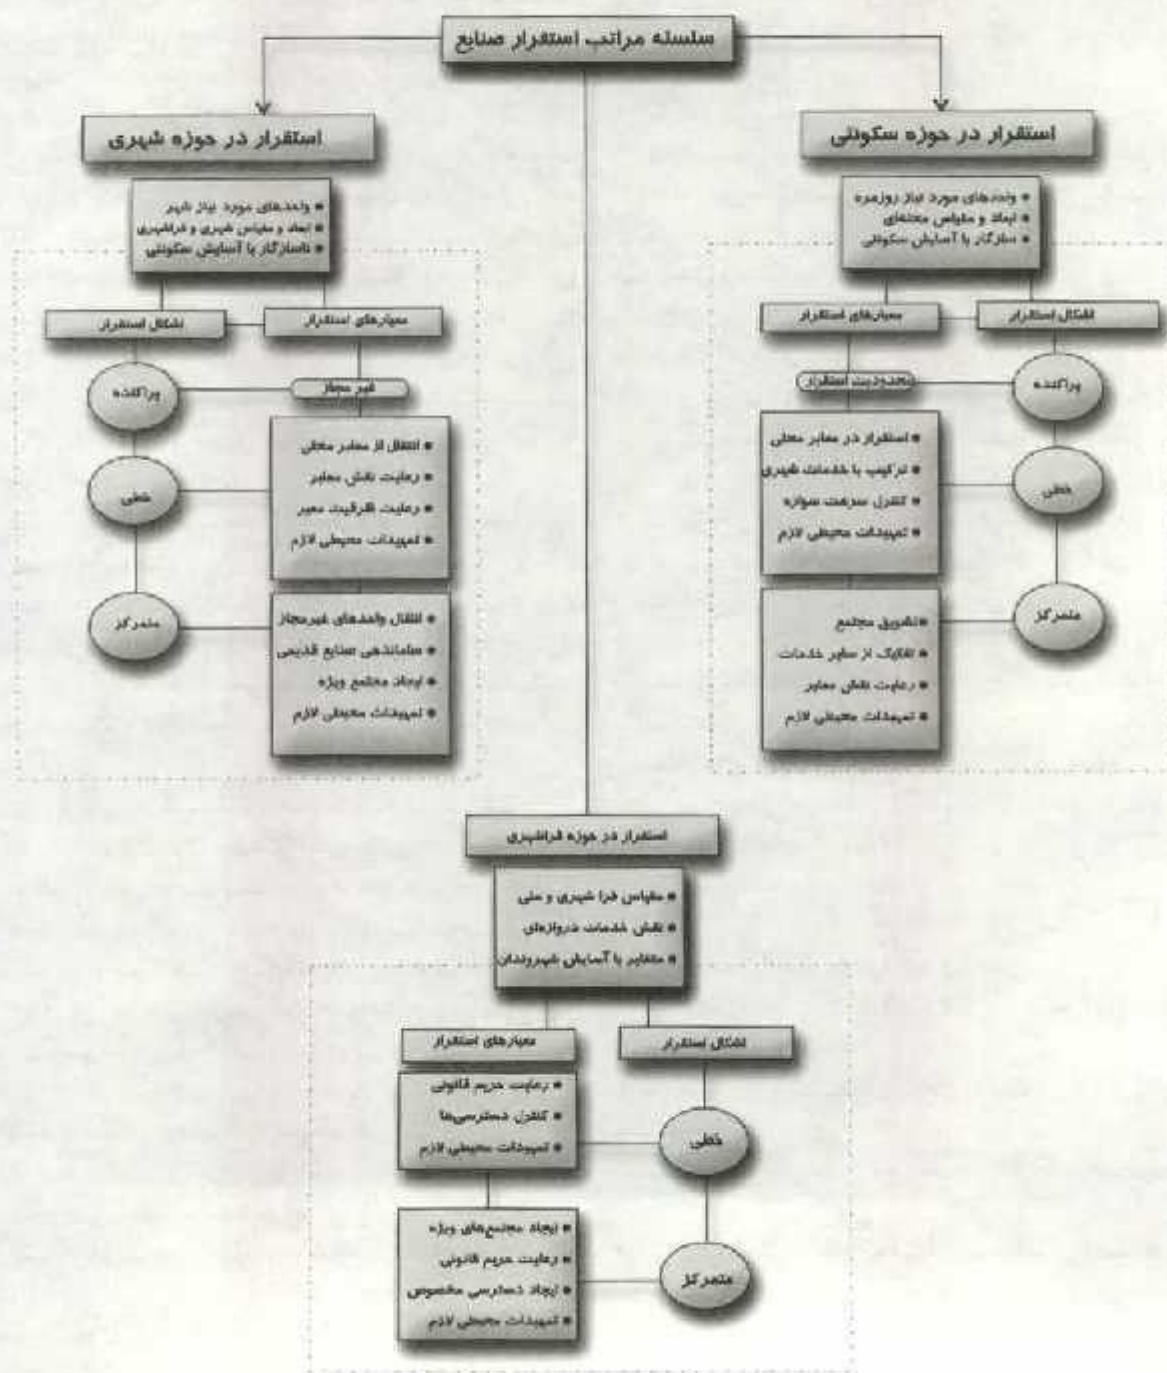 سلسله مراتب استقرار صنایع
استقرار در حوزه سکونتی
واحدهای مورد نیاز روزمره
ابعاد و مقیاس محله‌ای
سازگار با آسایش سکونتی
اشکال استقرار
معیارهای استقرار
پراکنده
محدودیت استقرار
خطی
استقرار در معابر محلی
ترکیب با خدمات شهری
کنترل سرعت سواره
تمهیدات محیطی لازم
متمرکز
تشویق مجتمع
تفکیک از سایر خدمات
رعایت نقش معابر
تمهیدات محیطی لازم
استقرار در حوزه شهری
واحدهای مورد نیاز شهر
ابعاد و مقیاس شهری و فراشهری
ناسازگار با آسایش سکونتی
معیارهای استقرار
اشکال استقرار
غیر مجاز
پراکنده
انتقال از معابر محلی
رعایت نقش معابر
رعایت ظرفیت معبر
تمهیدات محیطی لازم
خطی
انتقال واحدهای غیرمجاز
ساماندهی صنایع قدیمی
ایجاد مجتمع ویژه
تمهیدات محیطی لازم
متمرکز
استقرار در حوزه فراشهری
مقیاس فرا شهری و ملی
نقش خدمات دروازه‌ای
متغایر با آسایش شهروندان
اشکال استقرار
معیارهای استقرار
خطی
رعایت حریم قانونی
کنترل دسترسی‌ها
تمهیدات محیطی لازم
متمرکز
ایجاد مجتمع‌های ویژه
رعایت حریم قانونی
ایجاد دسترسی مخصوص
تمهیدات محیطی لازم